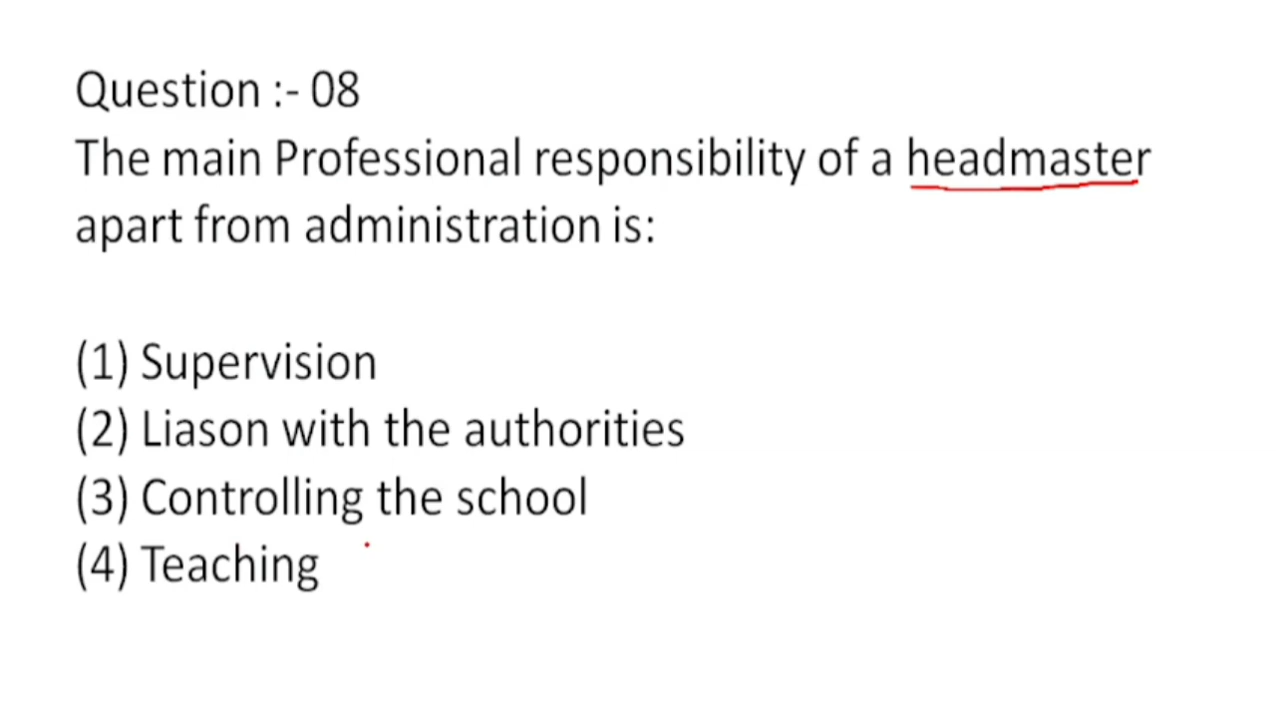 Question :- 08
The main Professional responsibility of a headmaster
apart from administration is:
(1) Supervision
(2) Liason with the authorities
(3) Controlling the school
(4) Teaching